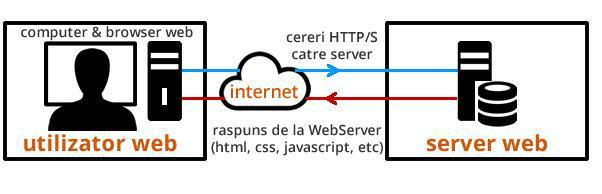 computer & browser web
utilizator web
internet
cereri HTTP/S
catre server
raspuns de la WebServer
(html, css, javascript, etc)
server web